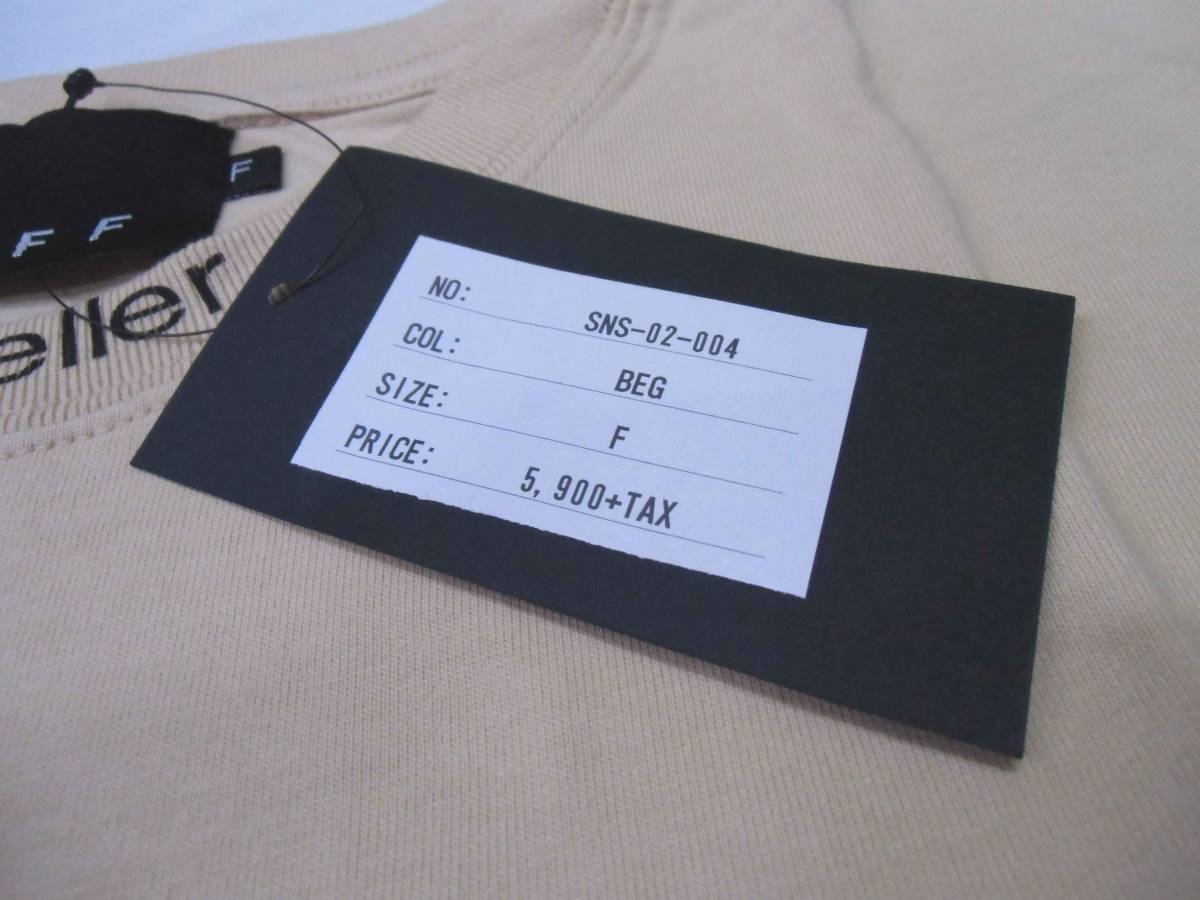 F
F F
eller
NO: SNS-02-004
COL: BEG
SIZE: F
PRICE: 5,900+TAX